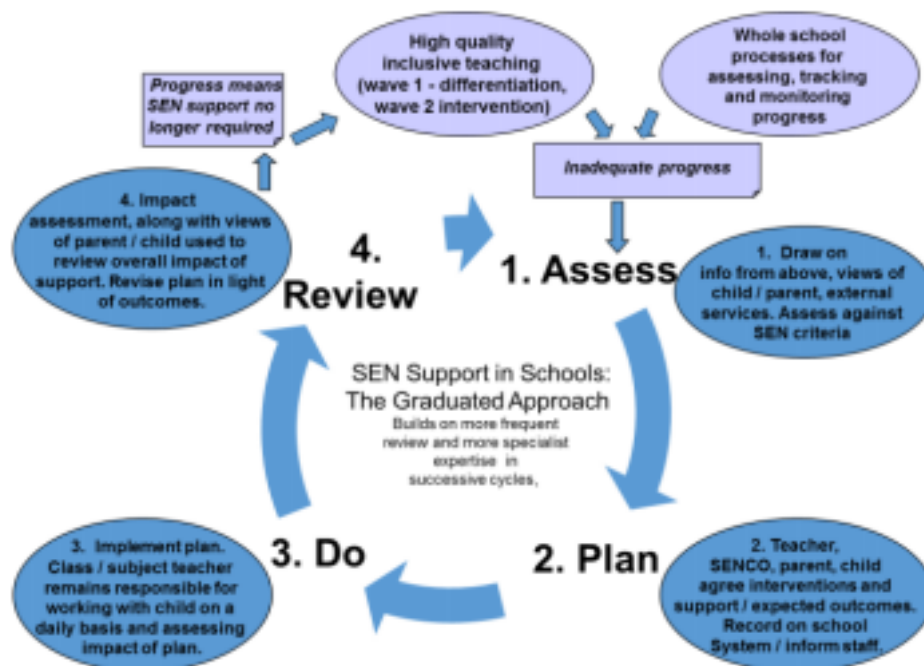 High quality
inclusive teaching
(wave 1 - differentiation,
wave 2 intervention)
Whole school
processes for
assessing, tracking
and monitoring
progress
Progress means
SEN support no
longer required
Inadequate progress
4. Impact
assessment, along with views
of parent / child used to
review overall impact of
support. Revise plan in light
of outcomes.
4.
Review
1. Assess
1. Draw on
info from above, views of
child / parent, external
services. Assess against
SEN criteria
SEN Support in Schools:
The Graduated Approach
Builds on more frequent
review and more specialist
expertise in
successive cycles,
3. Do
2. Plan
3. Implement plan.
Class / subject teacher
remains responsible for
working with child on a
daily basis and assessing
impact of plan.
2. Teacher,
SENCO, parent, child
agree interventions and
support / expected outcomes.
Record on school
System / inform staff,